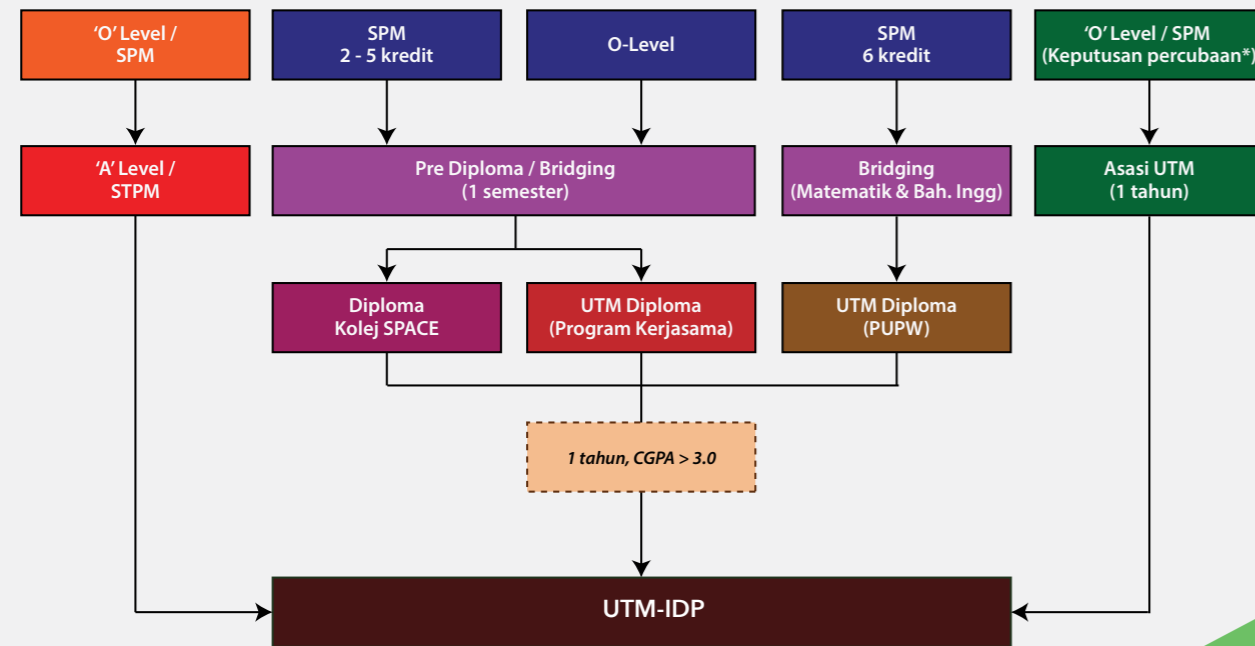 ‘O’ Level /
SPM
SPM
2 - 5 kredit
O-Level
SPM
6 kredit
‘O’ Level / SPM
(Keputusan percubaan*)
‘A’ Level /
STPM
Pre Diploma / Bridging
(1 semester)
Bridging
(Matematik & Bah. Ingg)
Asasi UTM
(1 tahun)
Diploma
Kolej SPACE
UTM Diploma
(Program Kerjasama)
UTM Diploma
(PUPW)
1 tahun, CGPA > 3.0
UTM-IDP